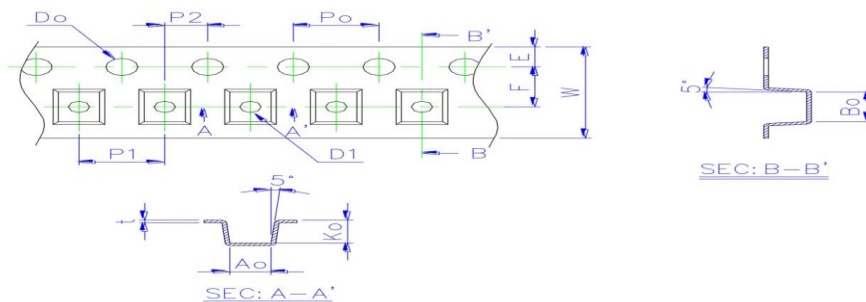 Do
P2
Po
B'
E
F
W
A
A'
P1
D1
B
5°
Bo
SEC: B-B'
5°
t
Ko
Ao
SEC: A-A'